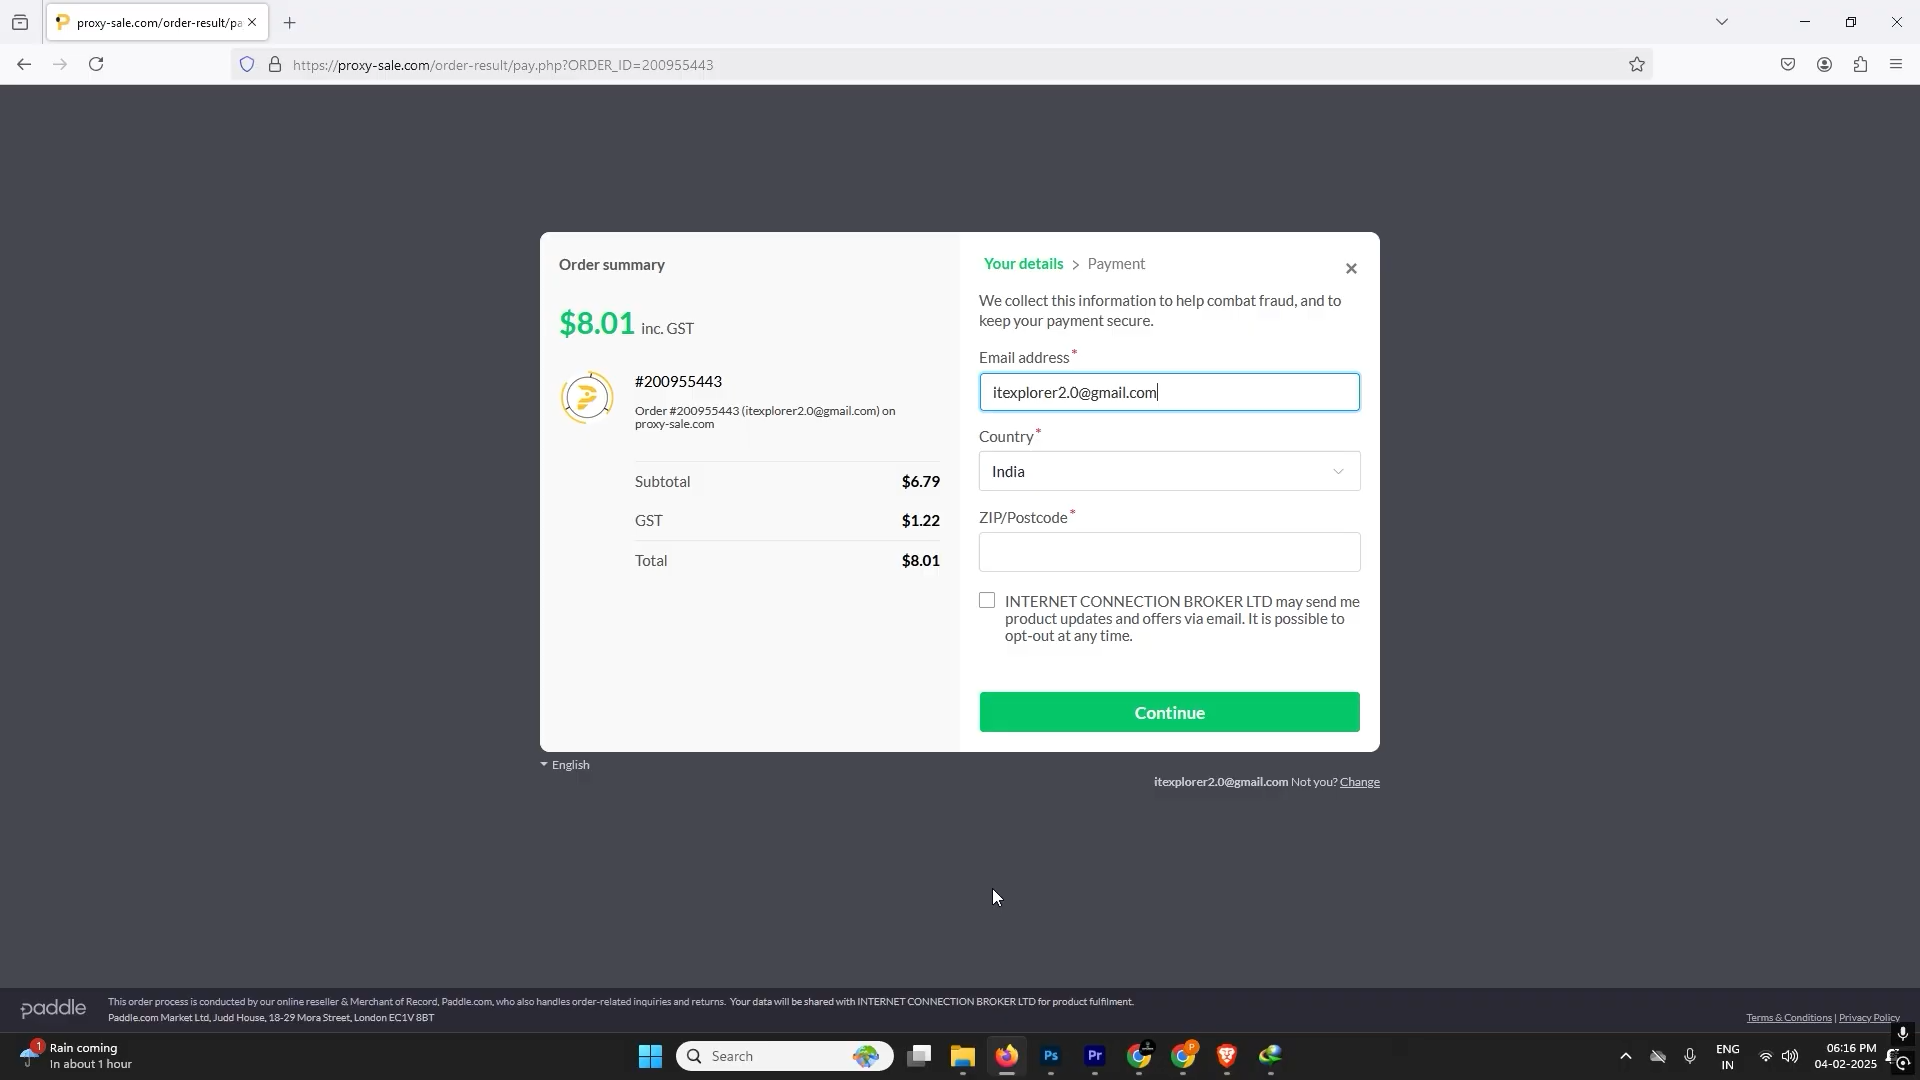 proxy-sale.com/order-result/pa
https://proxy-sale.com/order-result/pay.php?ORDER_ID=200955443
Order summary
$8.01 inc. GST
#200955443
Order #200955443 (itexplorer2.0@gmail.com) on
proxy-sale.com
Subtotal $6.79
GST $1.22
Total $8.01
Your details > Payment
We collect this information to help combat fraud, and to
keep your payment secure.
Email address*
itexplorer2.0@gmail.com
Country*
India
ZIP/Postcode*
INTERNET CONNECTION BROKER LTD may send me
product updates and offers via email. It is possible to
opt-out at any time.
Continue
English
itexplorer2.0@gmail.com Not you? Change
paddle
This order process is conducted by our online reseller & Merchant of Record, Paddle.com, who also handles order-related inquiries and returns. Your data will be shared with INTERNET CONNECTION BROKER LTD for product fulfilment.
Paddle.com Market Ltd, Judd House, 18-29 Mora Street, London EC1V 8BT
Terms & Conditions | Privacy Policy
1
Rain coming
In about 1 hour
Search
Ps
Pr
P
ENG
IN
06:16 PM
04-02-2025